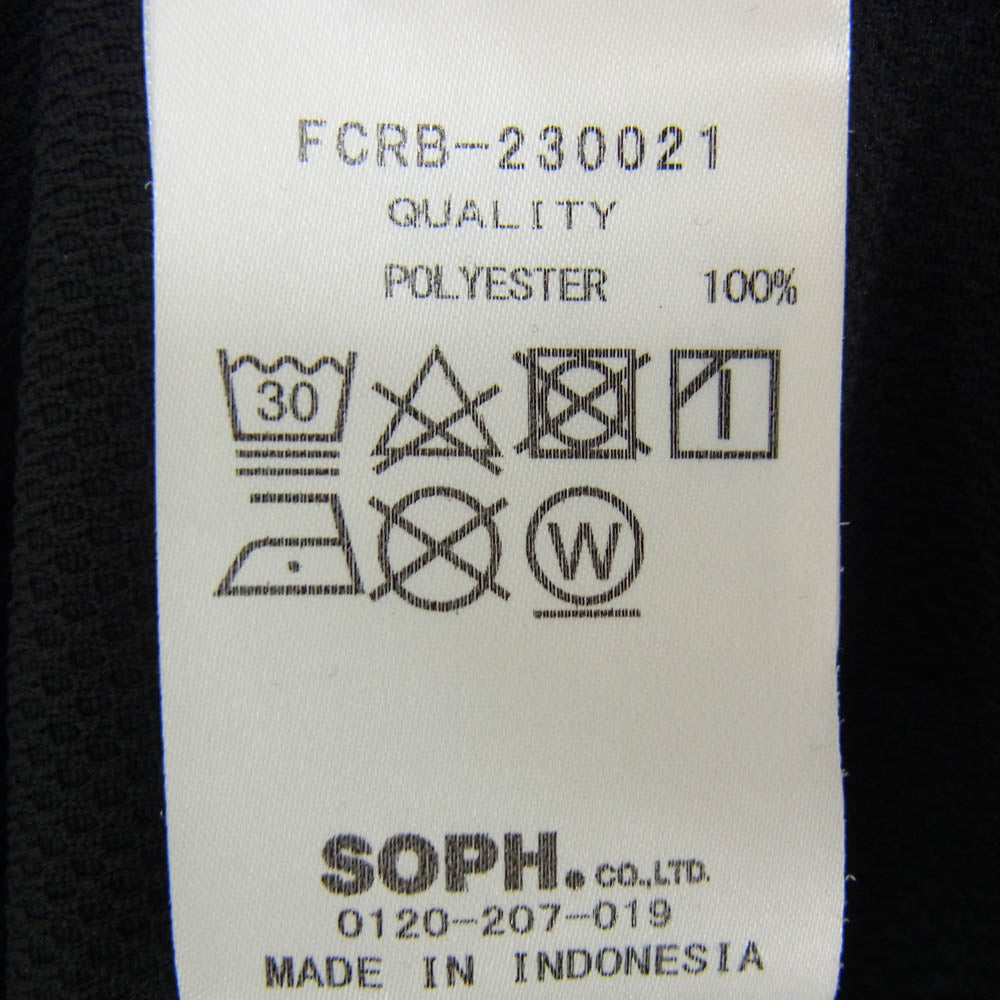 FCRB-230021
QUALITY
POLYESTER 100%
30
W
SOPH. CO.,LTD.
0120-207-019
MADE IN INDONESIA